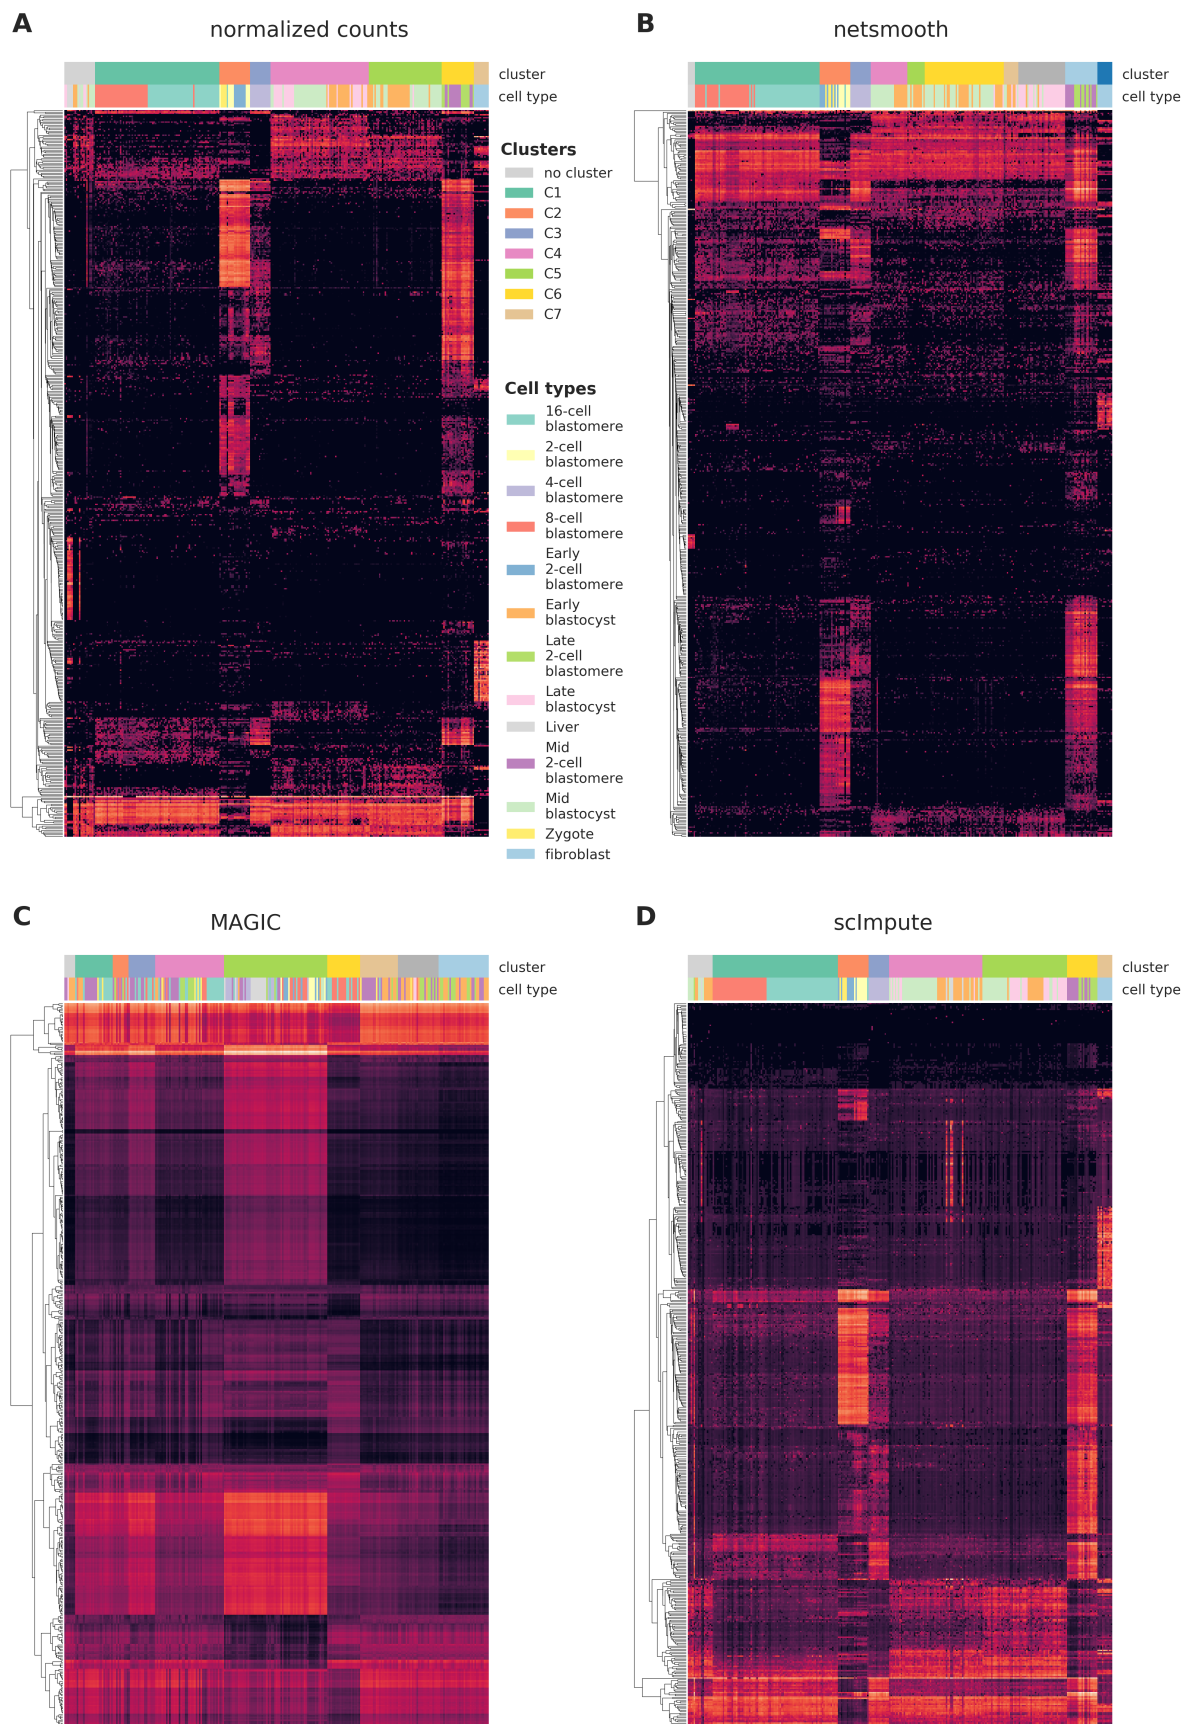 A
normalized counts
B
netsmooth
cluster
cell type
cluster
cell type
Clusters
no cluster
C1
C2
C3
C4
C5
C6
C7
Cell types
16-cell
blastomere
2-cell
blastomere
4-cell
blastomere
8-cell
blastomere
Early
2-cell
blastomere
Early
blastocyst
Late
2-cell
blastomere
Late
blastocyst
Liver
Mid
2-cell
blastomere
Mid
blastocyst
Zygote
fibroblast
C
MAGIC
D
scImpute
cluster
cell type
cluster
cell type